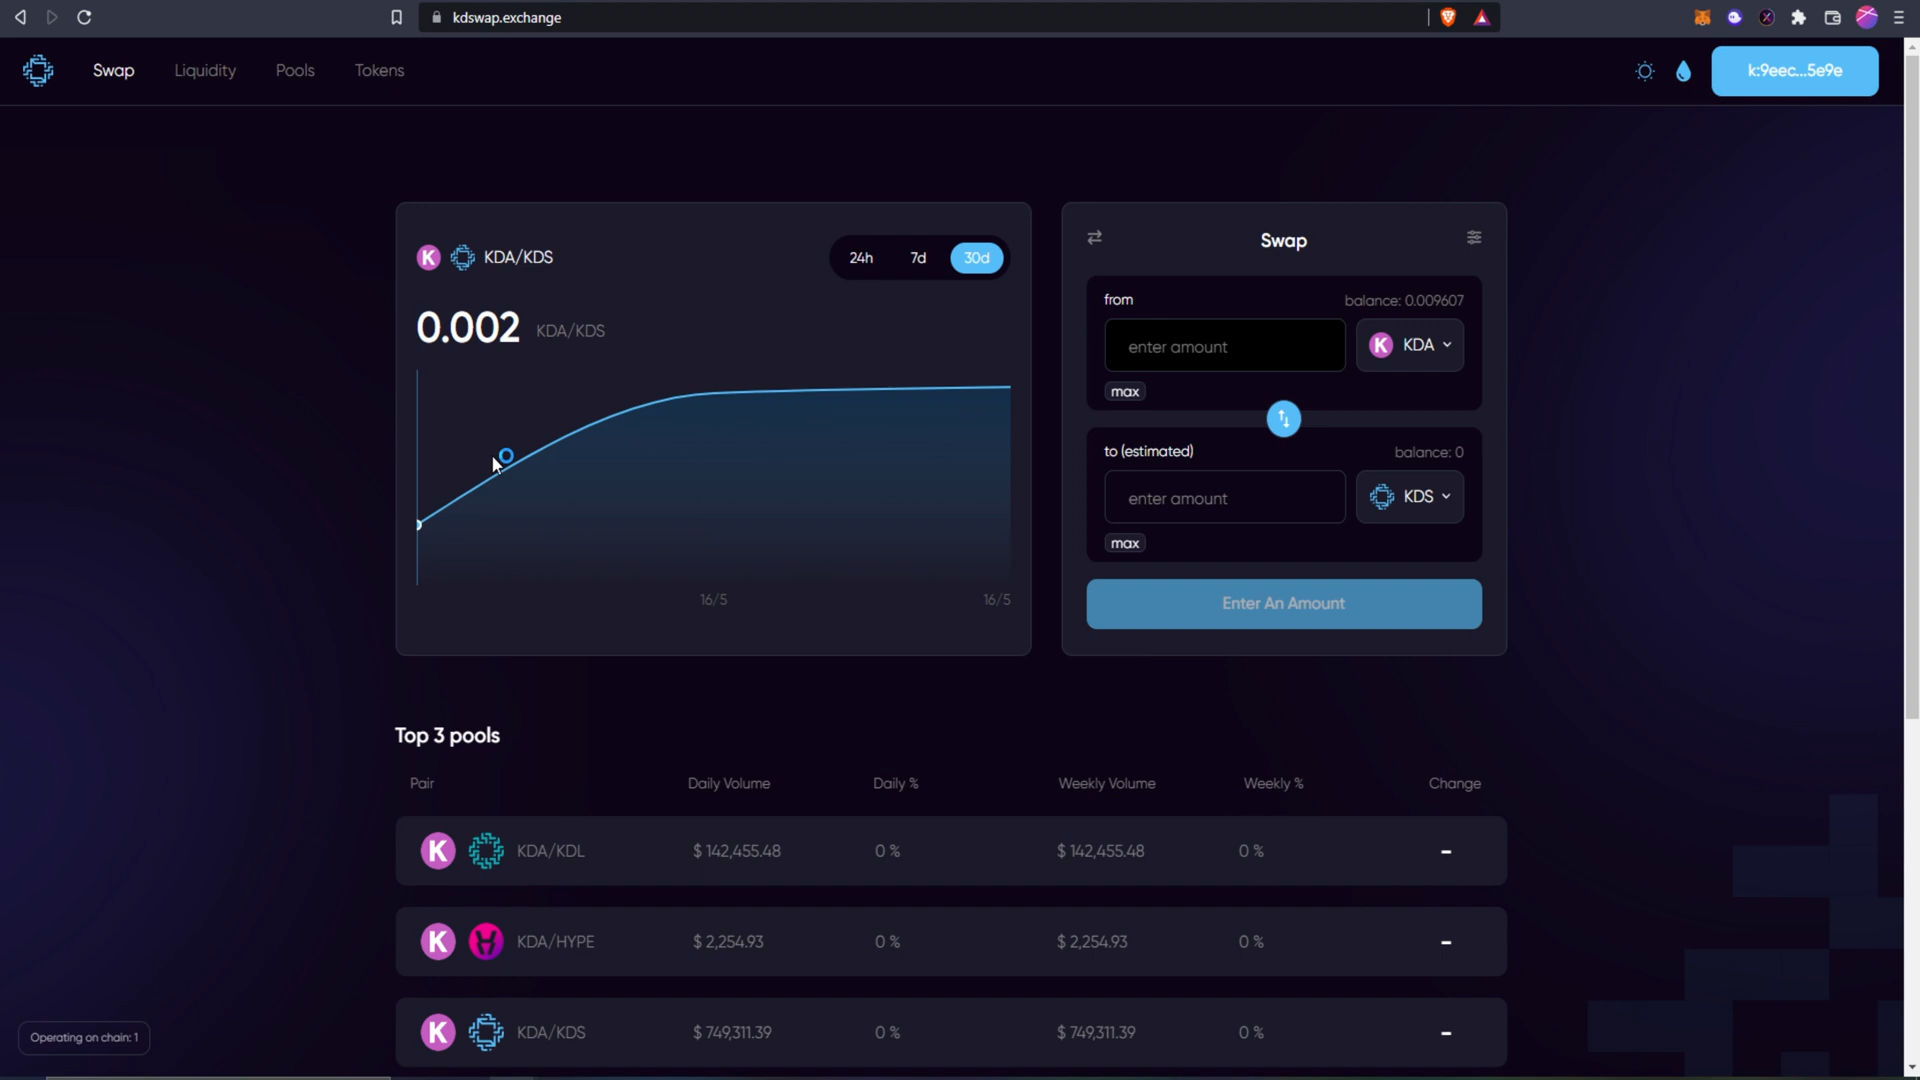 kdswap.exchange
Swap Liquidity Pools Tokens k:9eec...5e9e
KDA/KDS 24h 7d 30d
0.002 KDA/KDS
16/5 16/5
Swap
from balance: 0.009607
enter amount KDA
max
to (estimated) balance: 0
enter amount KDS
max
Enter An Amount
Top 3 pools
Pair Daily Volume Daily % Weekly Volume Weekly % Change
KDA/KDL $ 142,455.48 0 % $ 142,455.48 0 % -
KDA/HYPE $ 2,254.93 0 % $ 2,254.93 0 % -
KDA/KDS $ 749,311.39 0 % $ 749,311.39 0 % -
Operating on chain: 1